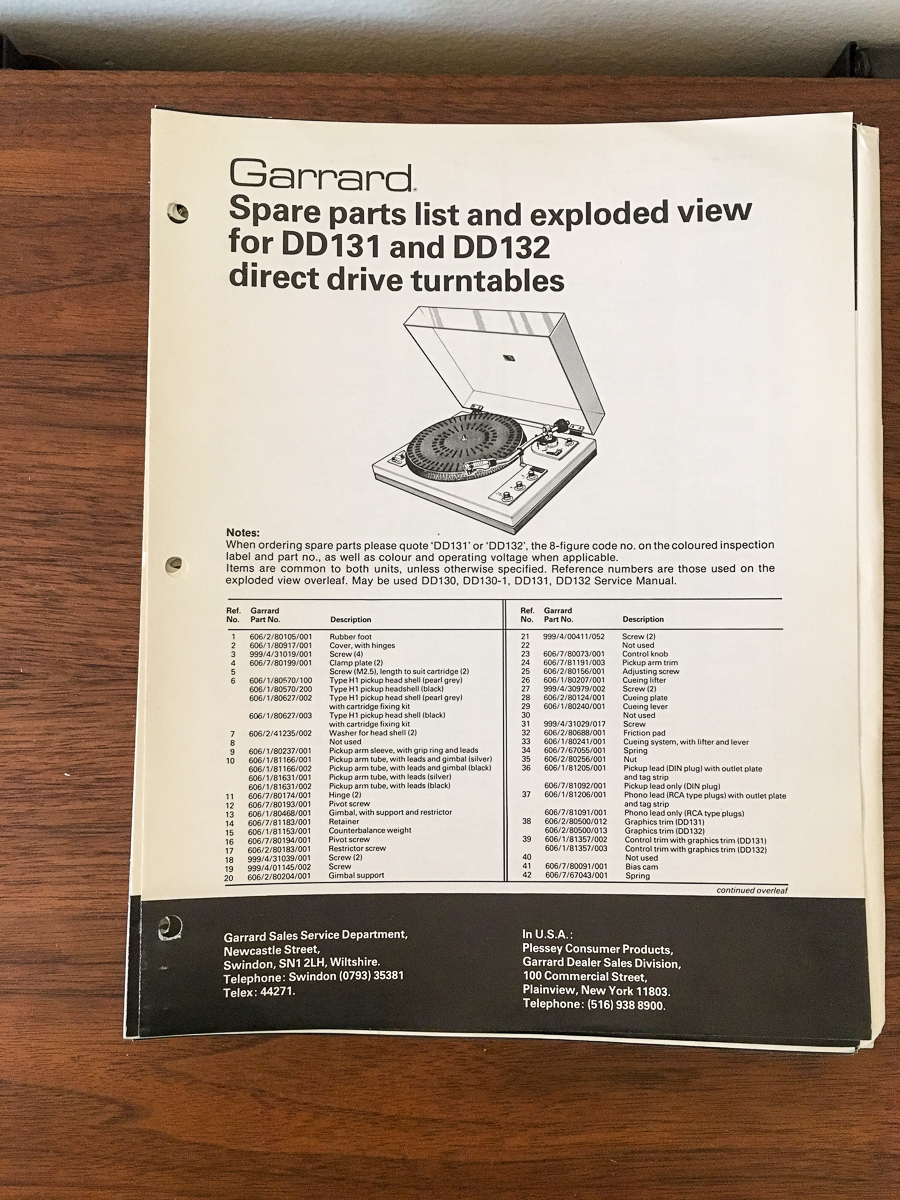 Garrard
Spare parts list and exploded view
for DD131 and DD132
direct drive turntables
Notes:
When ordering spare parts please quote 'DD131' or 'DD132', the 8-figure code no. on the coloured inspection
label and part no., as well as colour and operating voltage when applicable.
Items are common to both units, unless otherwise specified. Reference numbers are those used on the
exploded view overleaf. May be used DD130, DD130-1, DD131, DD132 Service Manual.
Ref. Garrard
No. Part No. Description
1 606/2/80105/001 Rubber foot
2 606/1/80917/001 Cover, with hinges
3 999/4/31019/001 Screw (4)
4 606/7/80199/001 Clamp plate (2)
5 Screw (M2.5), length to suit cartridge (2)
6 606/1/80570/100 Type H1 pickup head shell (pearl grey)
606/1/80570/200 Type H1 pickup headshell (black)
606/1/80627/002 Type H1 pickup head shell (pearl grey)
with cartridge fixing kit
606/1/80627/003 Type H1 pickup head shell (black)
with cartridge fixing kit
7 606/2/41235/002 Washer for head shell (2)
8 Not used
9 606/1/80237/001 Pickup arm sleeve, with grip ring and leads
10 606/1/81166/001 Pickup arm tube, with leads and gimbal (silver)
606/1/81166/002 Pickup arm tube, with leads and gimbal (black)
606/1/81631/001 Pickup arm tube, with leads (silver)
606/1/81631/002 Pickup arm tube, with leads (black)
11 606/7/80174/001 Hinge (2)
12 606/7/80193/001 Pivot screw
13 606/1/80468/001 Gimbal, with support and restrictor
14 606/7/81183/001 Retainer
15 606/1/81153/001 Counterbalance weight
16 606/7/80194/001 Pivot screw
17 606/2/80183/001 Restrictor screw
18 999/4/31039/001 Screw (2)
19 999/4/01145/002 Screw
20 606/2/80204/001 Gimbal support
Ref. Garrard
No. Part No. Description
21 999/4/00411/052 Screw (2)
22 Not used
23 606/7/80073/001 Control knob
24 606/7/81191/003 Pickup arm trim
25 606/2/80156/001 Adjusting screw
26 606/1/80207/001 Cueing lifter
27 999/4/30979/002 Screw (2)
28 606/2/80124/001 Cueing plate
29 606/1/80240/001 Cueing lever
30 Not used
31 999/4/31029/017 Screw
32 606/2/80688/001 Friction pad
33 606/1/80241/001 Cueing system, with lifter and lever
34 606/7/67055/001 Spring
35 606/2/80256/001 Nut
36 606/1/81205/001 Pickup lead (DIN plug) with outlet plate
and tag strip
606/7/81092/001 Pickup lead only (DIN plug)
37 606/1/81206/001 Phono lead (RCA type plugs) with outlet plate
and tag strip
606/7/81091/001 Phono lead only (RCA type plugs)
38 606/2/80500/012 Graphics trim (DD131)
606/2/80500/013 Graphics trim (DD132)
39 606/1/81357/002 Control trim with graphics trim (DD131)
606/1/81357/003 Control trim with graphics trim (DD132)
40 Not used
41 606/7/80091/001 Bias cam
42 606/7/67043/001 Spring
continued overleaf
Garrard Sales Service Department,
Newcastle Street,
Swindon, SN1 2LH, Wiltshire.
Telephone: Swindon (0793) 35381
Telex: 44271.
In U.S.A.:
Plessey Consumer Products,
Garrard Dealer Sales Division,
100 Commercial Street,
Plainview, New York 11803.
Telephone: (516) 938 8900.